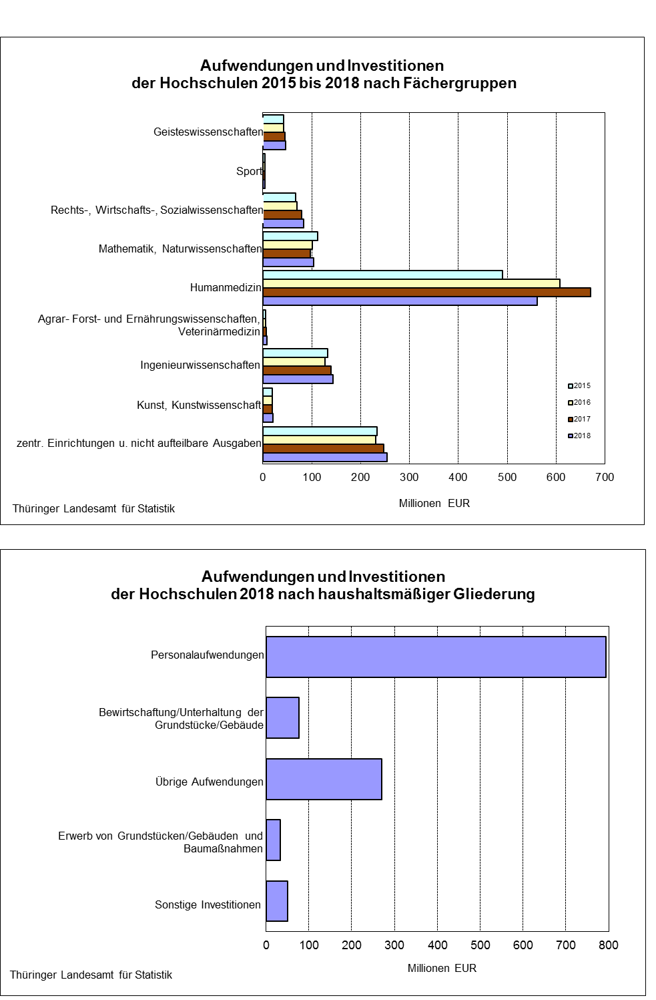 Aufwendungen und Investitionen
der Hochschulen 2015 bis 2018 nach Fächergruppen
Geisteswissenschaften
Sport
Rechts-, Wirtschafts-, Sozialwissenschaften
Mathematik, Naturwissenschaften
Humanmedizin
Agrar- Forst- und Ernährungswissenschaften,
Veterinärmedizin
Ingenieurwissenschaften
Kunst, Kunstwissenschaft
zentr. Einrichtungen u. nicht aufteilbare Ausgaben
2015
2016
2017
2018
0 100 200 300 400 500 600 700
Millionen EUR
Thüringer Landesamt für Statistik
Aufwendungen und Investitionen
der Hochschulen 2018 nach haushaltsmäßiger Gliederung
Personalaufwendungen
Bewirtschaftung/Unterhaltung der
Grundstücke/Gebäude
Übrige Aufwendungen
Erwerb von Grundstücken/Gebäuden und
Baumaßnahmen
Sonstige Investitionen
0 100 200 300 400 500 600 700 800
Millionen EUR
Thüringer Landesamt für Statistik